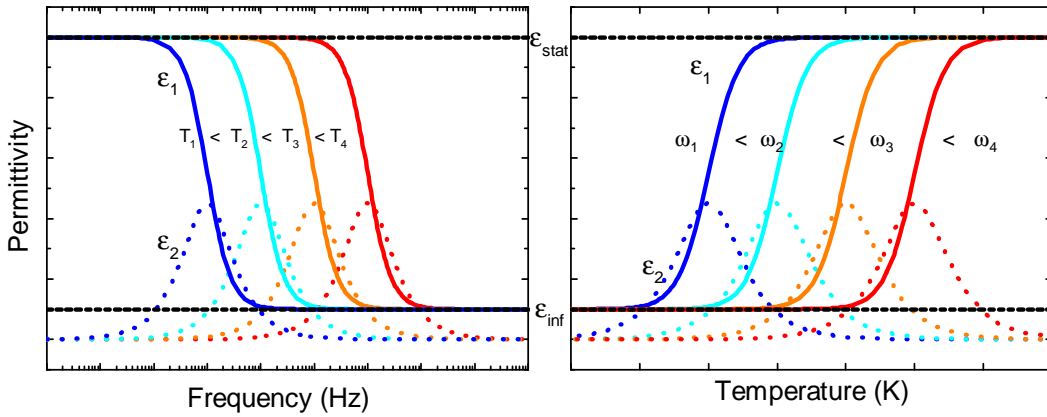 Permittivity
ε1
T1 < T2 < T3 < T4
ε2
Frequency (Hz)
εstat
εinf
ε1
ω1 < ω2 < ω3 < ω4
ε2
Temperature (K)